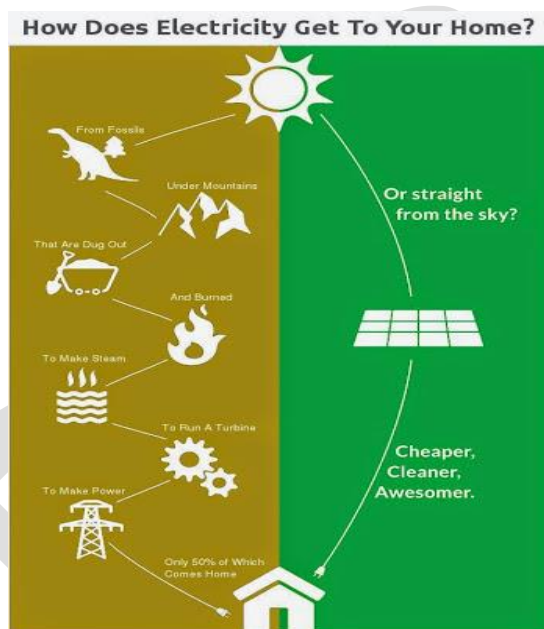 How Does Electricity Get To Your Home?
From Fossils
Under Mountains
That Are Dug Out
And Burned
To Make Steam
To Run A Turbine
To Make Power
Only 50% of Which
Comes Home
Or straight
from the sky?
Cheaper,
Cleaner,
Awesomer.